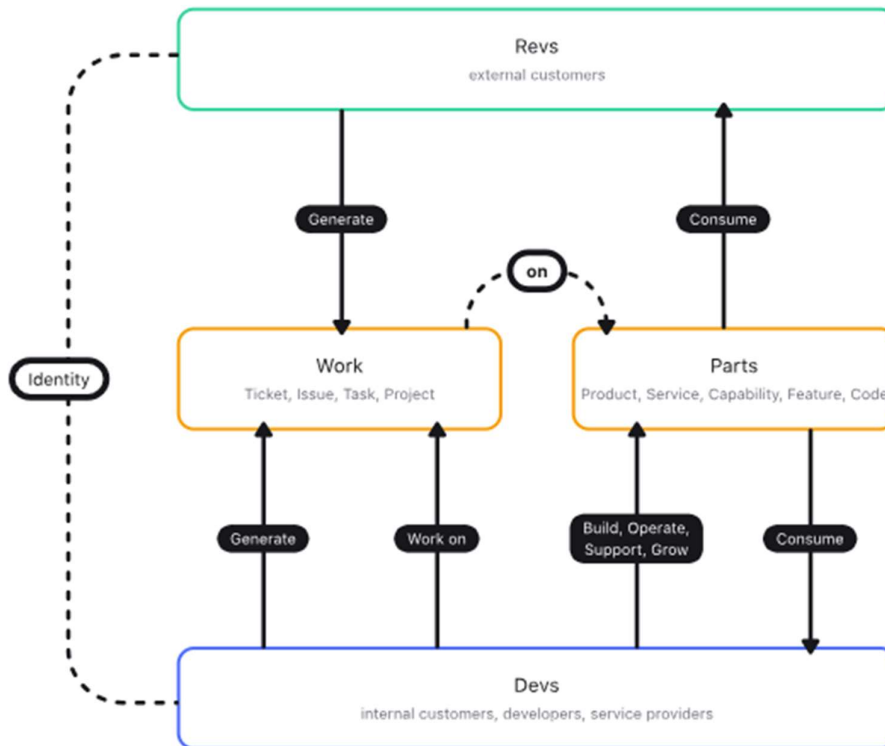 Revs
external customers
Generate
Consume
on
Work
Ticket, Issue, Task, Project
Parts
Product, Service, Capability, Feature, Code
Identity
Generate
Work on
Build, Operate,
Support, Grow
Consume
Devs
internal customers, developers, service providers